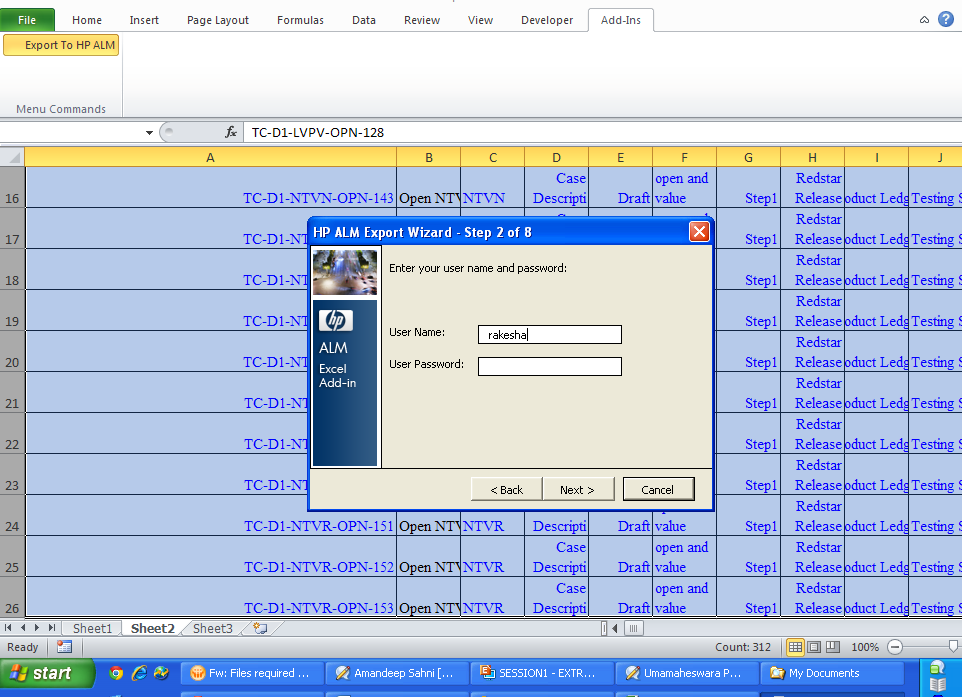 File Home Insert Page Layout Formulas Data Review View Developer Add-Ins
Export To HP ALM
Menu Commands
fx TC-D1-LVPV-OPN-128
A B C D E F G H I J
Case open and Redstar
16 TC-D1-NTVN-OPN-143 Open NTV NTVN Descripti Draft value Step1 Release oduct Ledg Testing S
Redstar
17 TC-D1-NT Step1 Release oduct Ledg Testing S
Redstar
18 TC-D1-NT Step1 Release oduct Ledg Testing S
Redstar
19 TC-D1-NT Step1 Release oduct Ledg Testing S
Redstar
20 TC-D1-NT Step1 Release oduct Ledg Testing S
Redstar
21 TC-D1-NT Step1 Release oduct Ledg Testing S
Redstar
22 TC-D1-NT Step1 Release oduct Ledg Testing S
Redstar
23 TC-D1-NT Step1 Release oduct Ledg Testing S
Redstar
24 TC-D1-NTVR-OPN-151 Open NTV NTVR Descripti Draft value Step1 Release oduct Ledg Testing S
Case open and Redstar
25 TC-D1-NTVR-OPN-152 Open NTV NTVR Descripti Draft value Step1 Release oduct Ledg Testing S
Case open and Redstar
26 TC-D1-NTVR-OPN-153 Open NTV NTVR Descripti Draft value Step1 Release oduct Ledg Testing S
HP ALM Export Wizard - Step 2 of 8
Enter your user name and password:
hp
ALM
Excel
Add-in
User Name: rakesha
User Password:
< Back Next > Cancel
Sheet1 Sheet2 Sheet3
Ready Count: 312 100%
start Fw: Files required ... Amandeep Sahni [... SESSION1 - EXTR... Umamaheswara P... My Documents